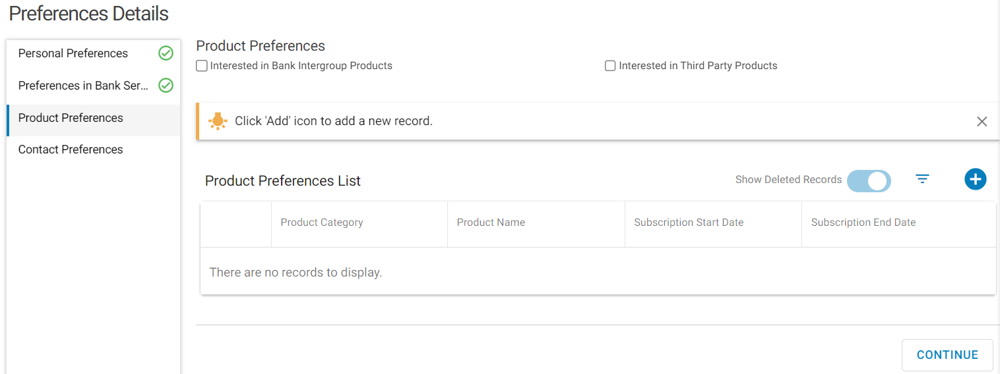 Preferences Details
Personal Preferences
Preferences in Bank Ser...
Product Preferences
Contact Preferences
Product Preferences
Interested in Bank Intergroup Products
Interested in Third Party Products
Click 'Add' icon to add a new record.
Product Preferences List
Show Deleted Records
Product Category
Product Name
Subscription Start Date
Subscription End Date
There are no records to display.
CONTINUE